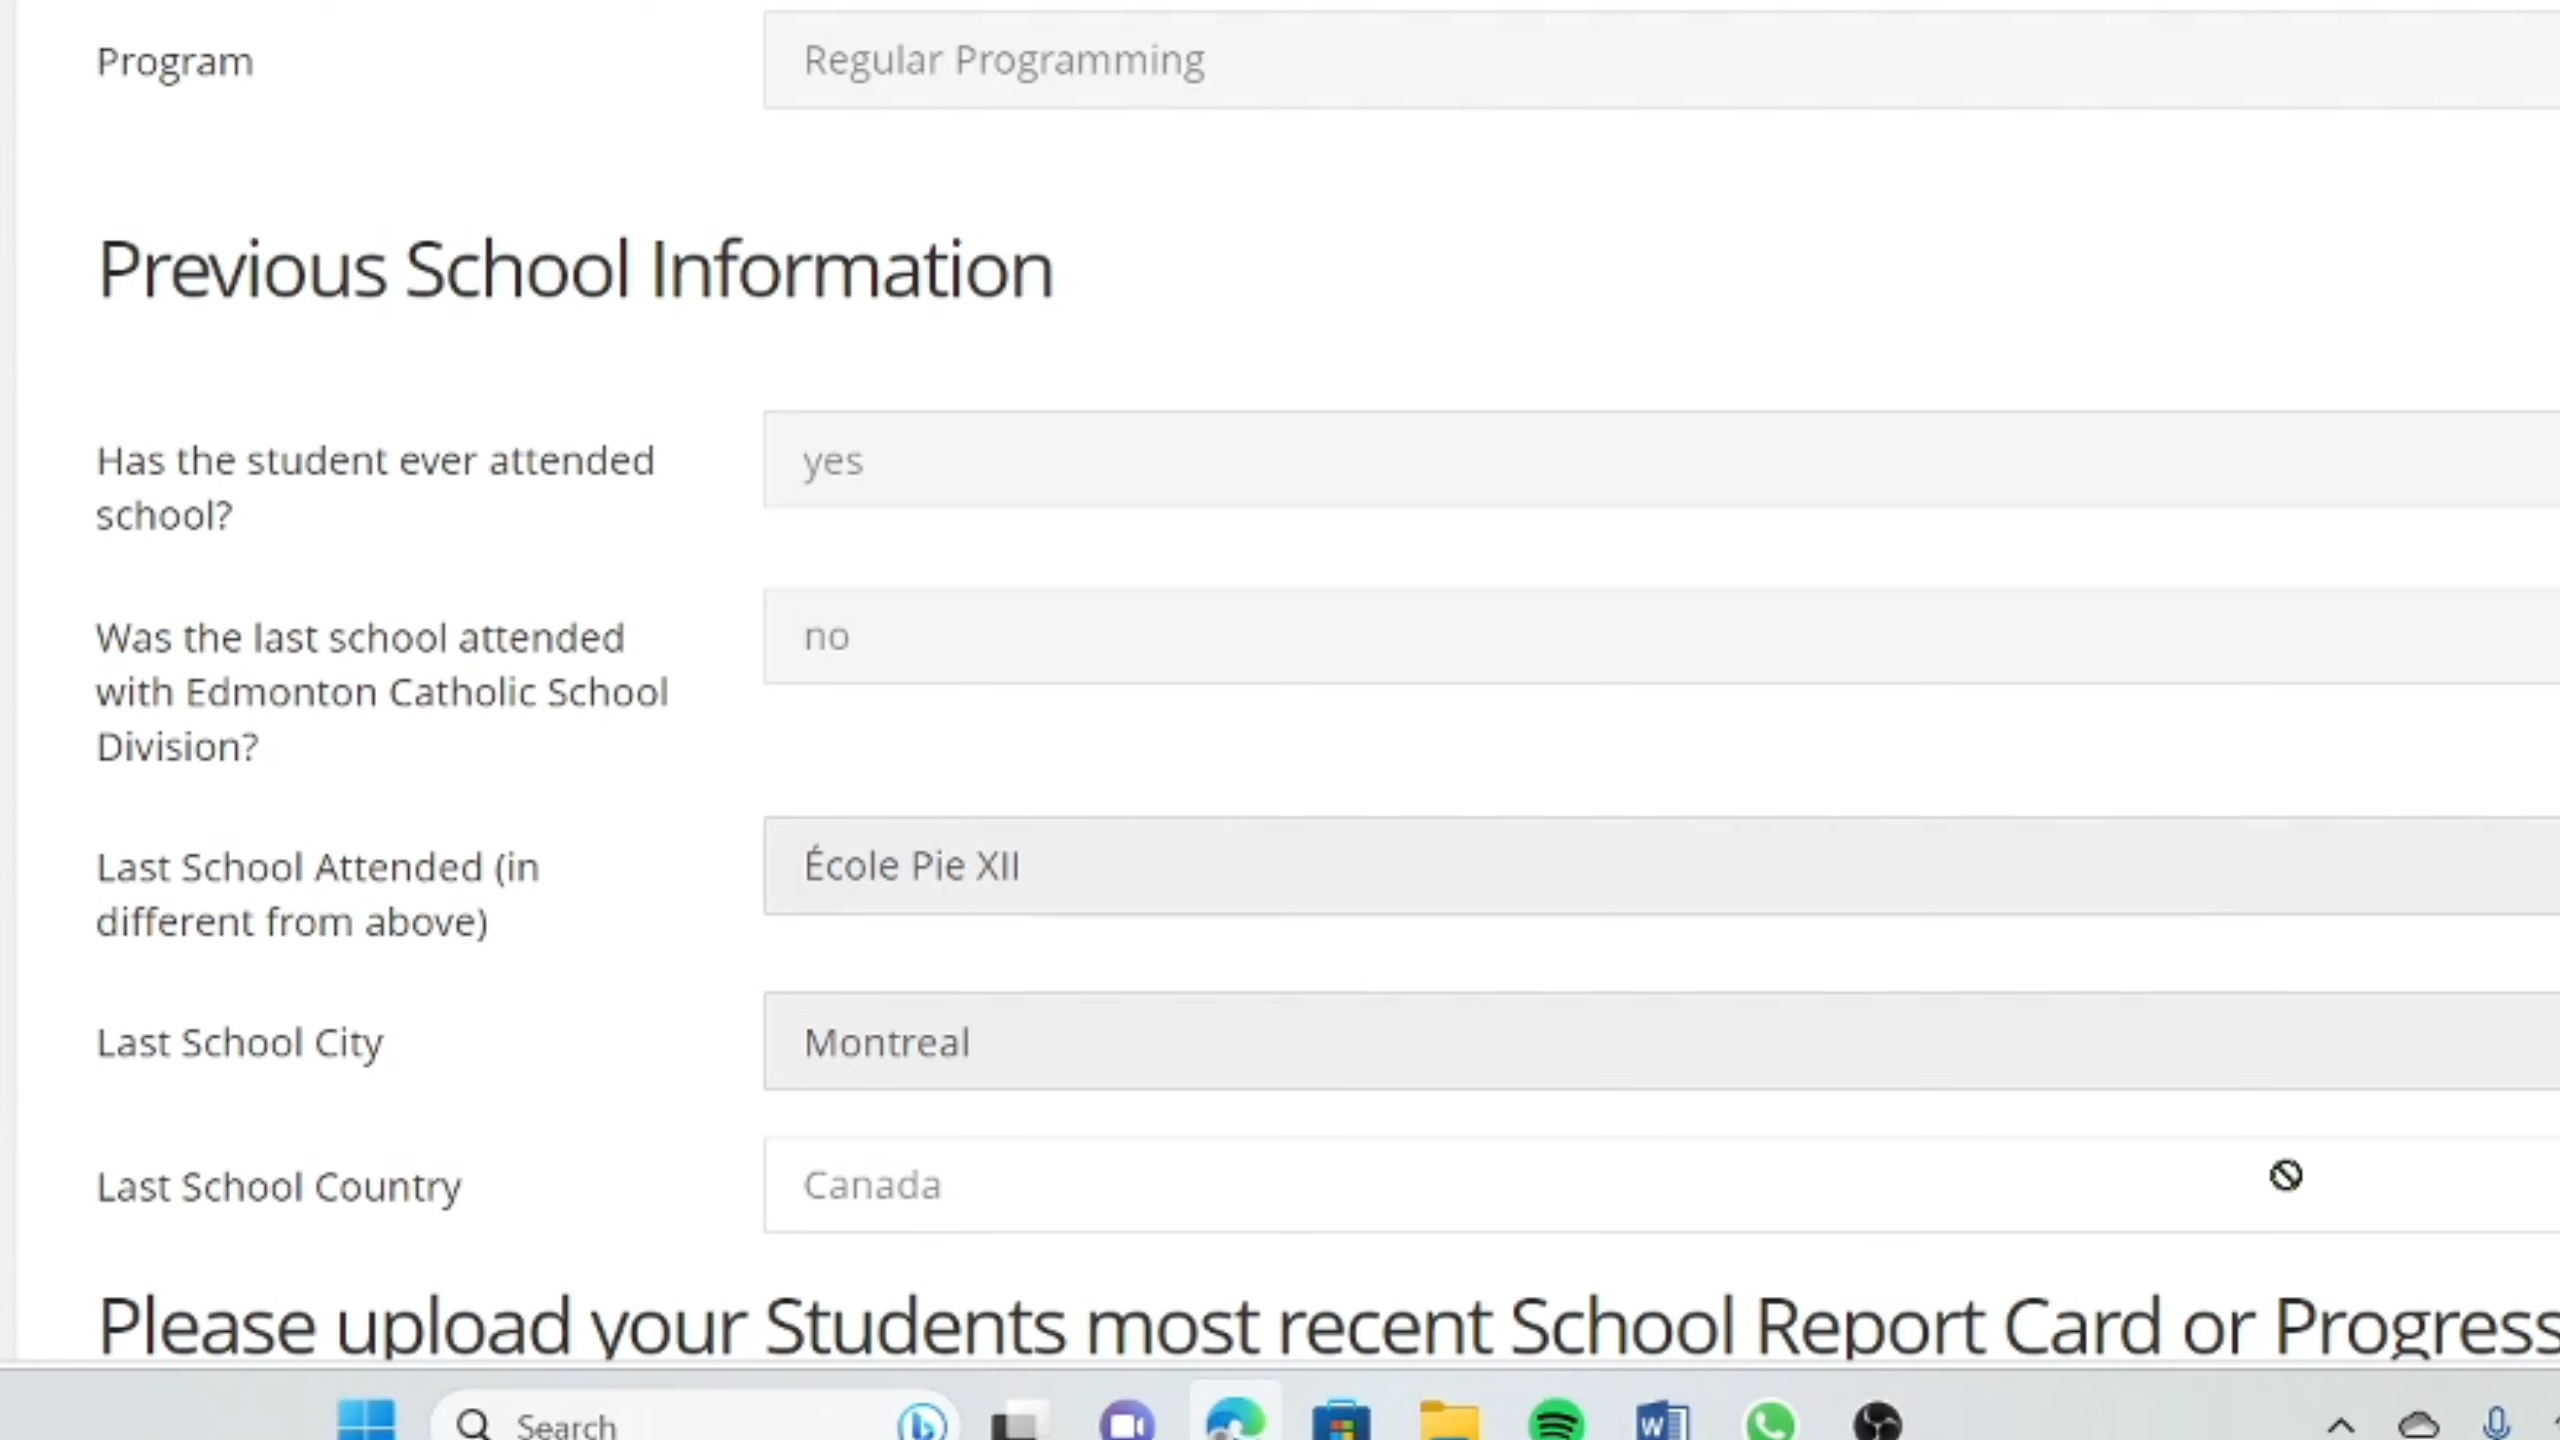 Program
Regular Programming
Previous School Information
Has the student ever attended
school?
yes
Was the last school attended
with Edmonton Catholic School
Division?
no
Last School Attended (in
different from above)
École Pie XII
Last School City
Montreal
Last School Country
Canada
Please upload your Students most recent School Report Card or Progress
Search